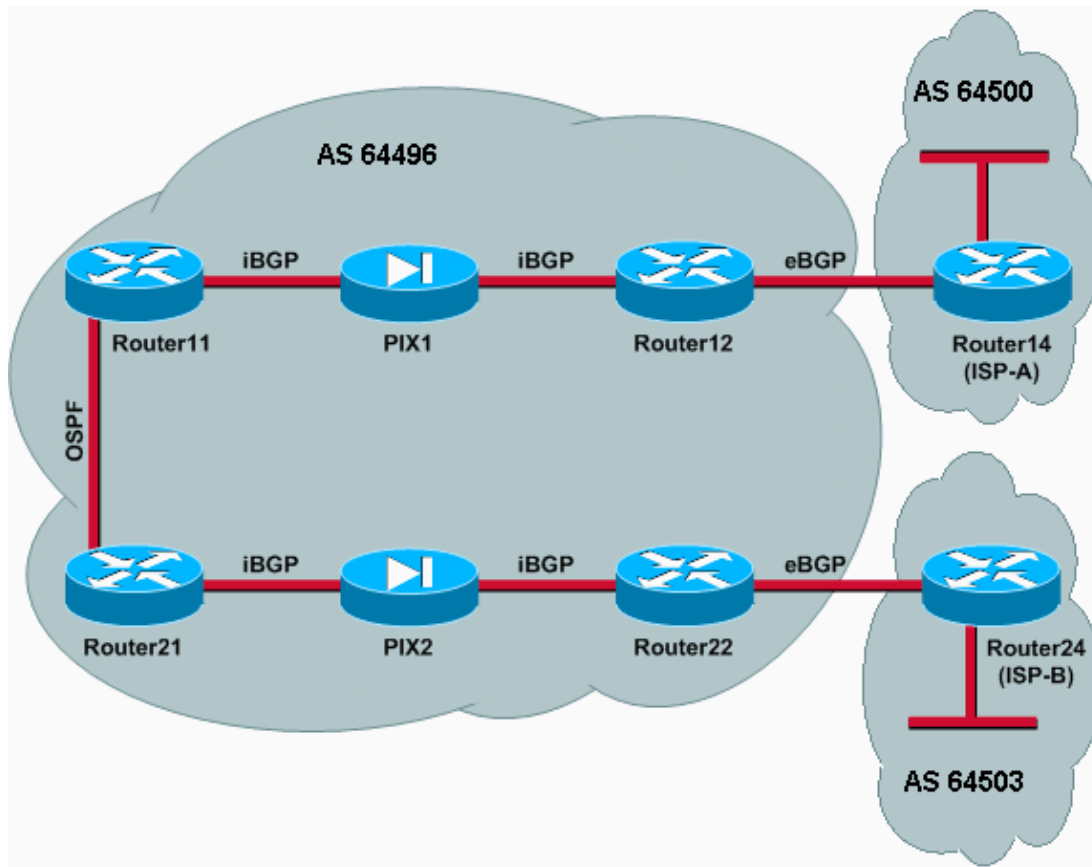 AS 64500
AS 64496
iBGP
iBGP
eBGP
Router11
PIX1
Router12
Router14
(ISP-A)
OSPF
iBGP
iBGP
eBGP
Router21
PIX2
Router22
Router24
(ISP-B)
AS 64503